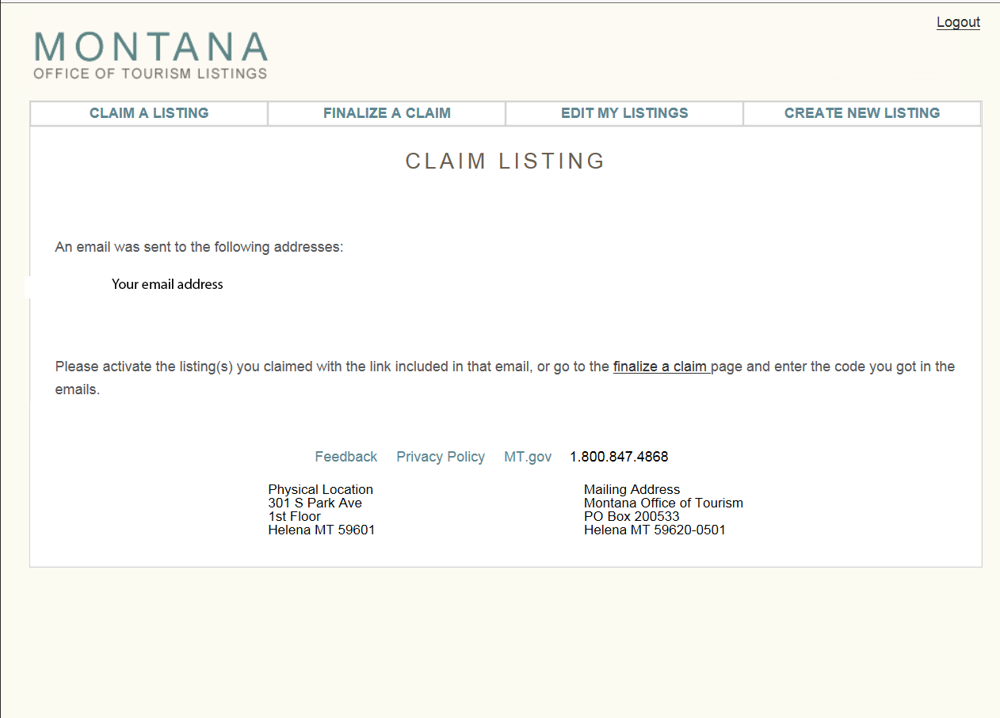 Logout
MONTANA
OFFICE OF TOURISM LISTINGS
CLAIM A LISTING
FINALIZE A CLAIM
EDIT MY LISTINGS
CREATE NEW LISTING
CLAIM LISTING
An email was sent to the following addresses:
Your email address
Please activate the listing(s) you claimed with the link included in that email, or go to the finalize a claim page and enter the code you got in the
emails.
Feedback
Privacy Policy
MT.gov
1.800.847.4868
Physical Location
301 S Park Ave
1st Floor
Helena MT 59601
Mailing Address
Montana Office of Tourism
PO Box 200533
Helena MT 59620-0501